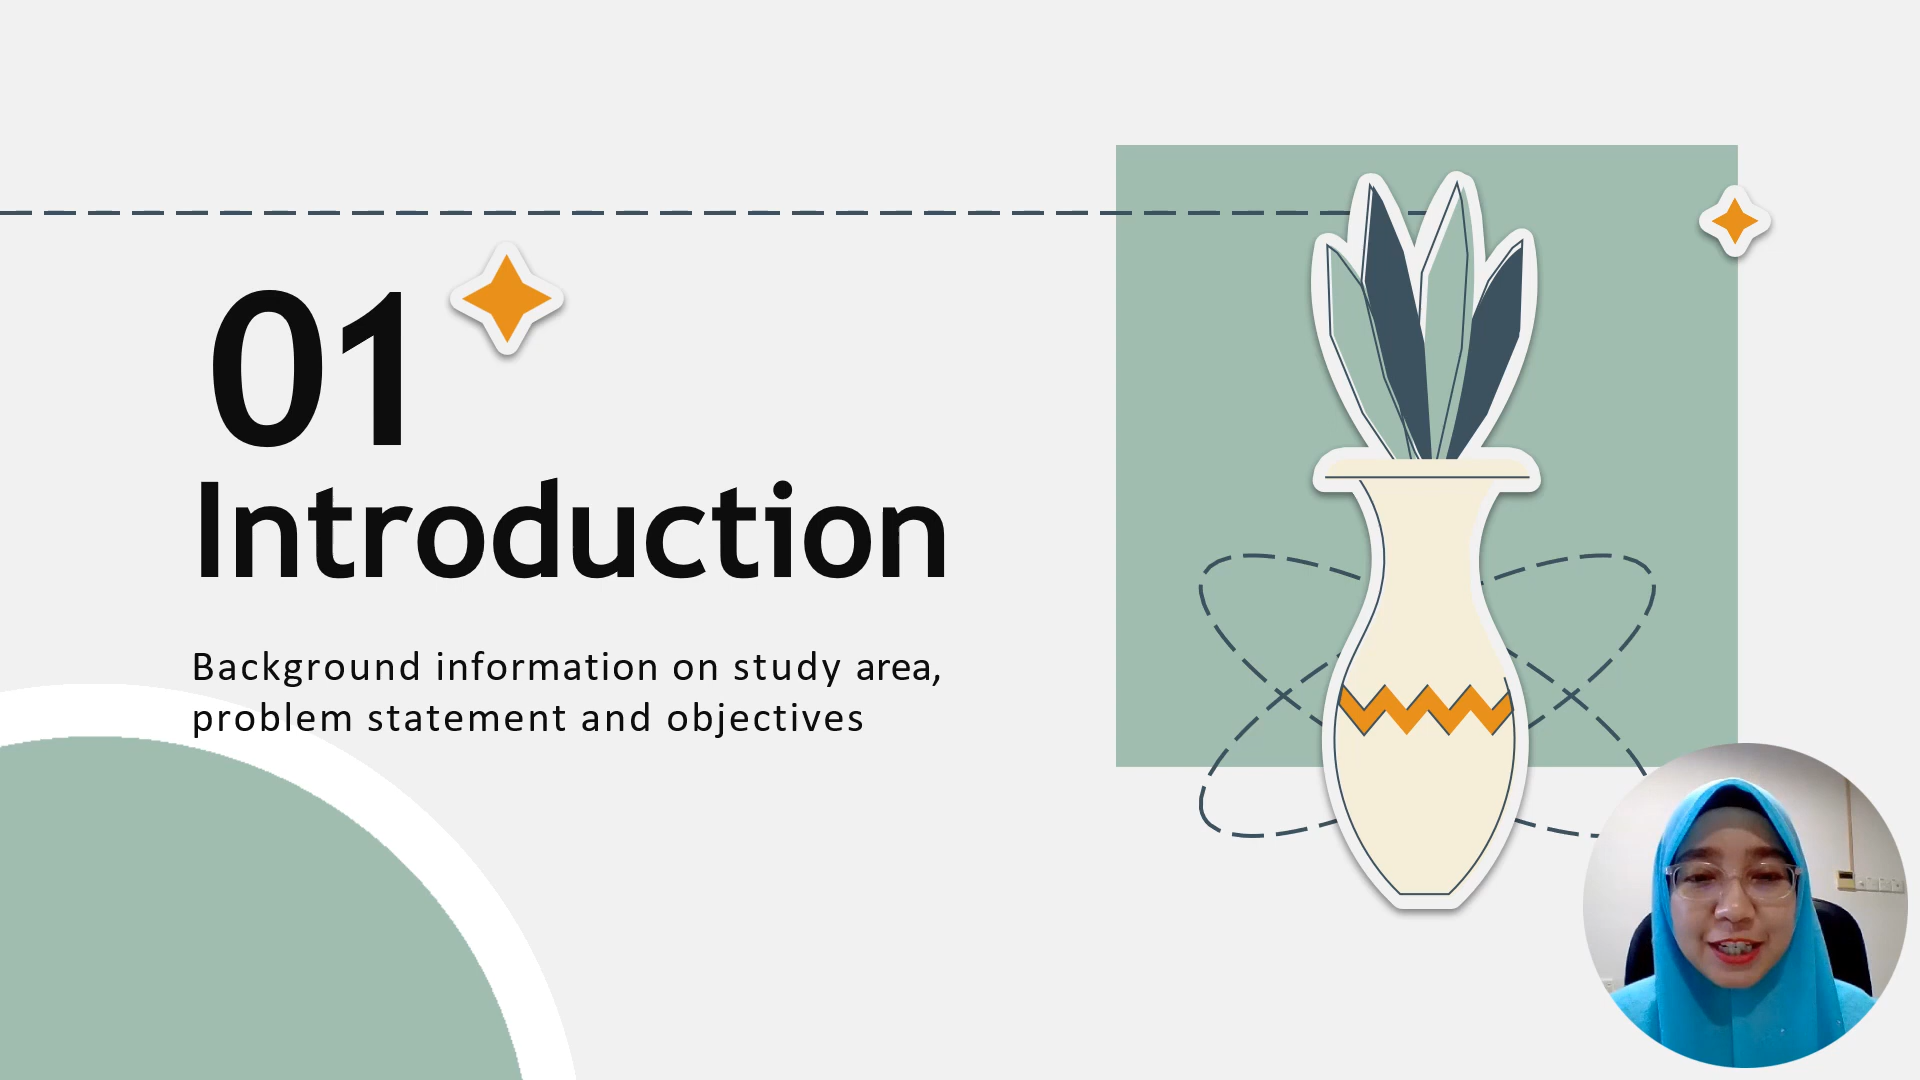 01
Introduction
Background information on study area,
problem statement and objectives